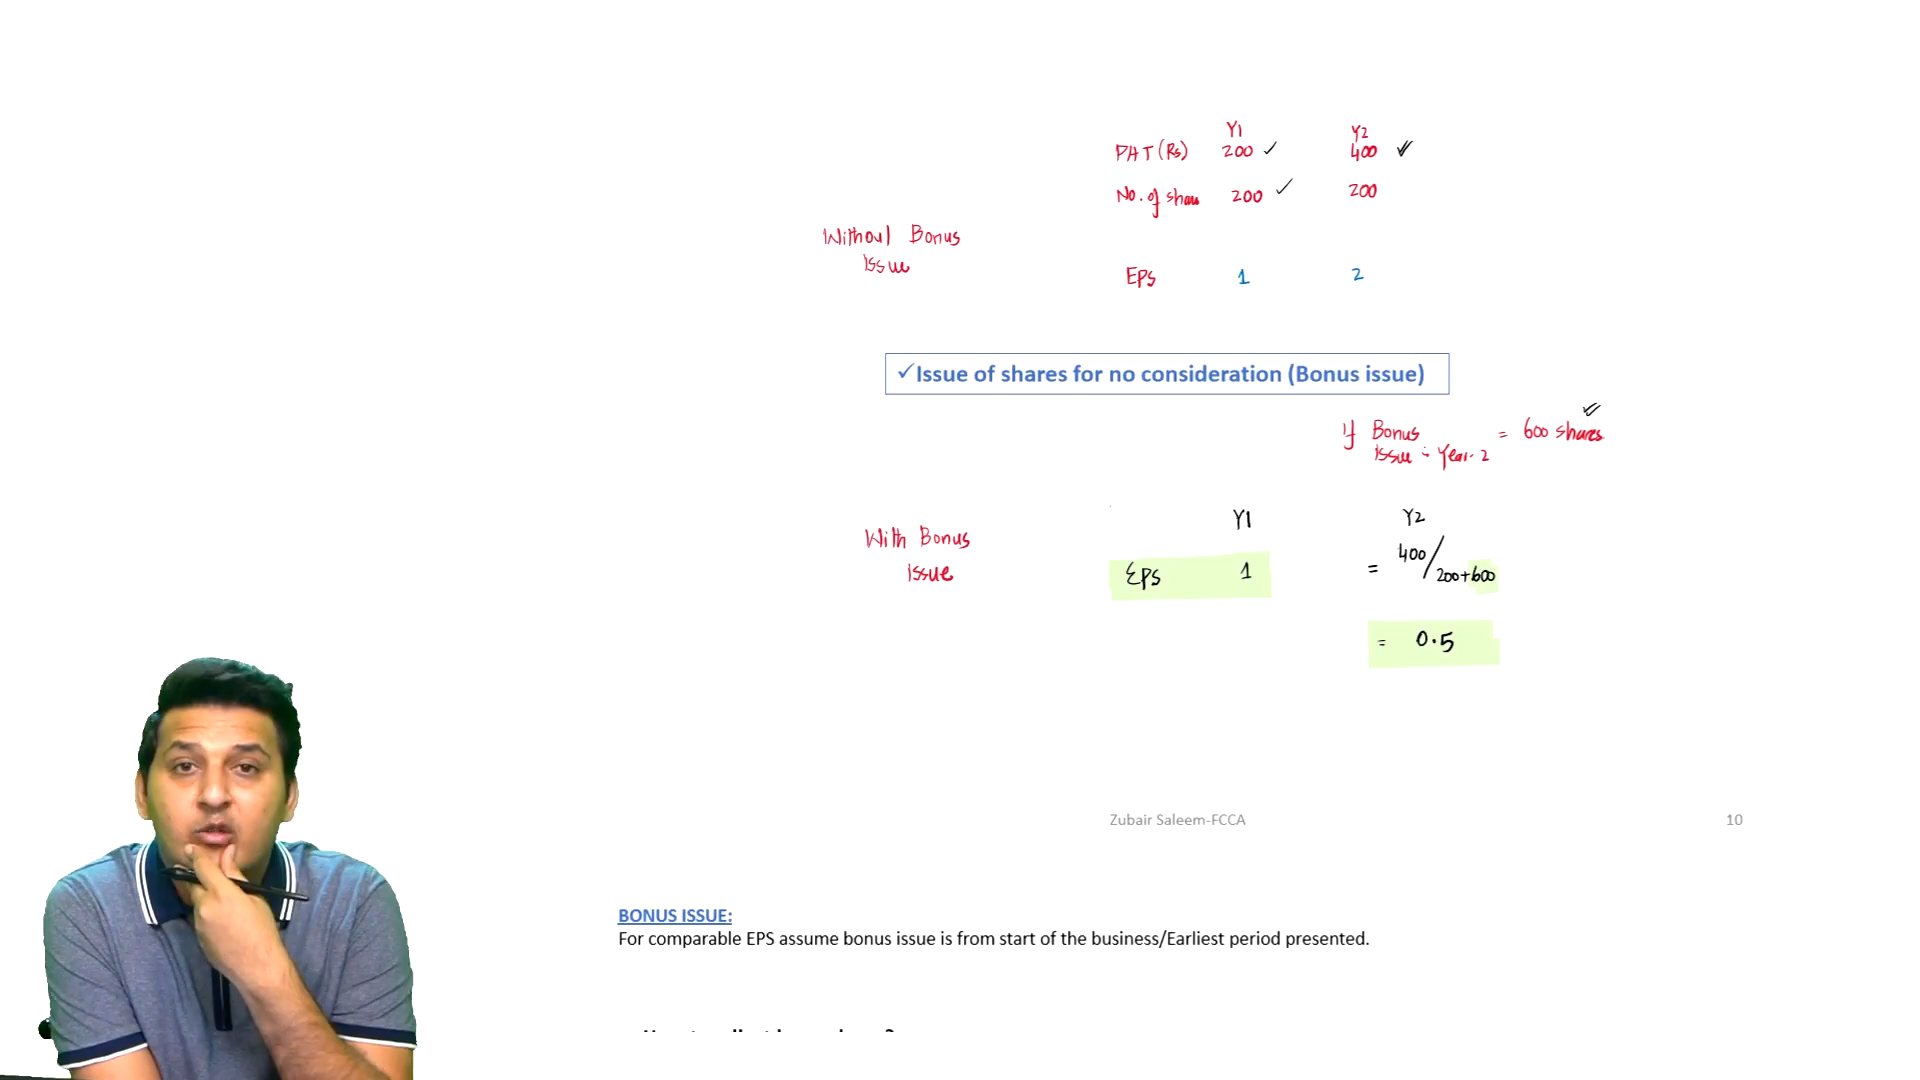 Y1 Y2
PAT (Rs) 200 ✓ 400 ✓
No. of share 200 ✓ 200
Without Bonus
Issue
EPS 1 2
✓Issue of shares for no consideration (Bonus issue)
If Bonus = 600 shares
Issue : Year-2
Y1 Y2
With Bonus
Issue
EPS 1 = 400/200+600
= 0.5
Zubair Saleem-FCCA 10
BONUS ISSUE:
For comparable EPS assume bonus issue is from start of the business/Earliest period presented.